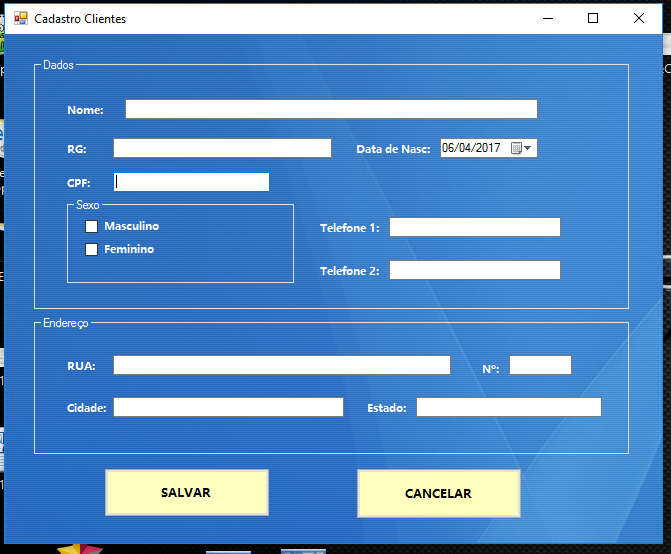 Cadastro Clientes
Dados
Nome:
RG:
Data de Nasc: 06/04/2017
CPF:
Sexo
Masculino
Feminino
Telefone 1:
Telefone 2:
Endereço
RUA:
Nº:
Cidade:
Estado:
SALVAR
CANCELAR